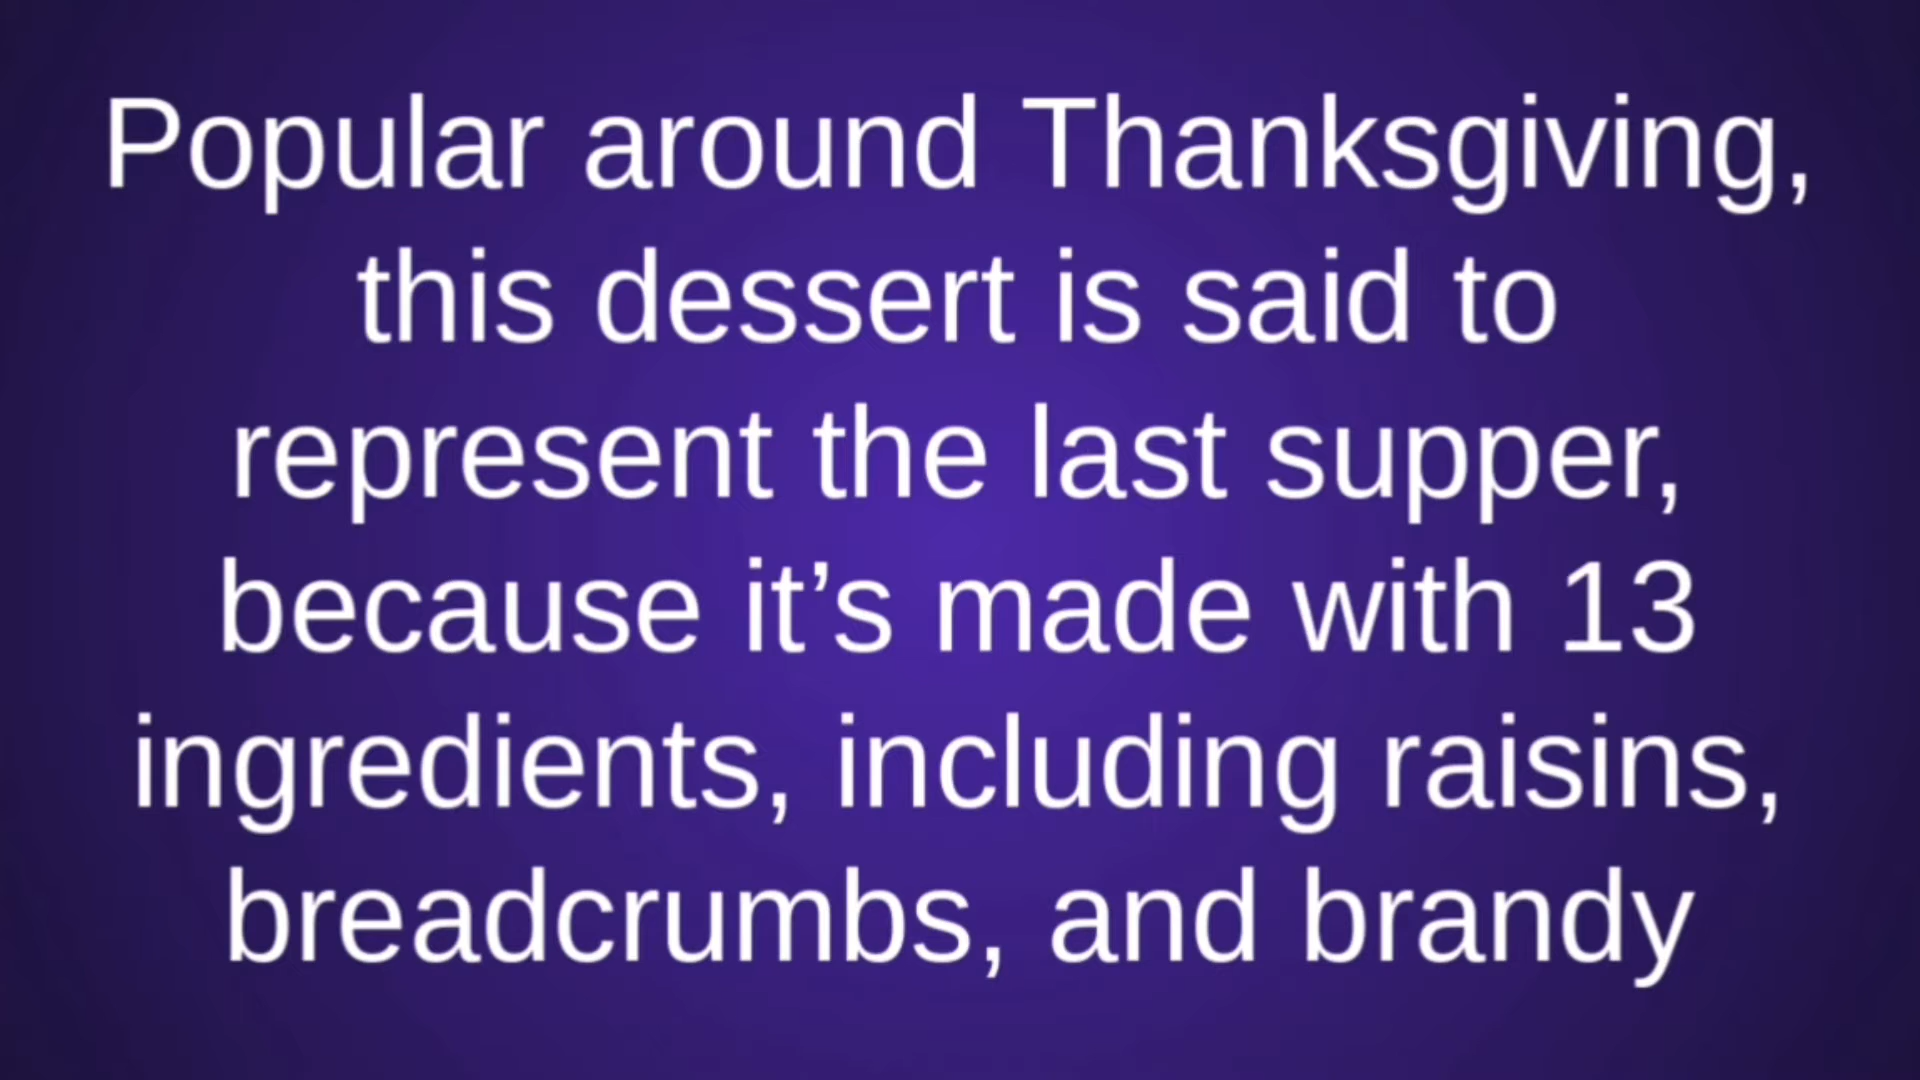 Popular around Thanksgiving,
this dessert is said to
represent the last supper,
because it’s made with 13
ingredients, including raisins,
breadcrumbs, and brandy